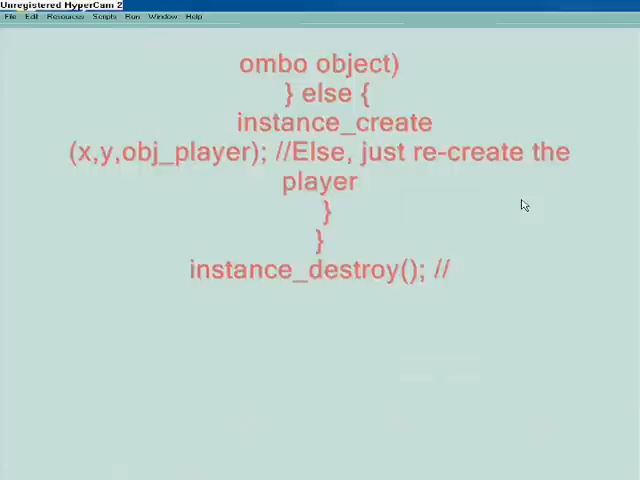 Unregistered HyperCam 2
File Edit Resources Scripts Run Window Help
ombo object)
} else {
instance_create
(x,y,obj_player); //Else, just re-create the
player
}
}
instance_destroy(); //